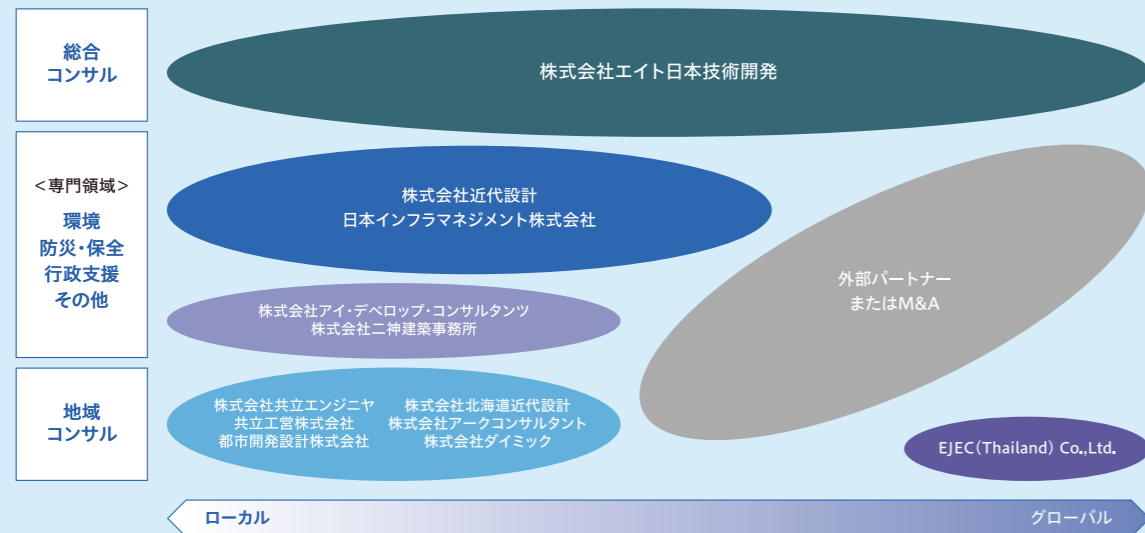 総合
コンサル
株式会社エイト日本技術開発
<専門領域>
環境
防災・保全
行政支援
その他
株式会社近代設計
日本インフラマネジメント株式会社
外部パートナー
またはM&A
株式会社アイ・デベロップ・コンサルタンツ
株式会社二神建築事務所
地域
コンサル
株式会社共立エンジニヤ
共立工営株式会社
都市開発設計株式会社
株式会社北海道近代設計
株式会社アークコンサルタント
株式会社ダイミック
EJEC(Thailand) Co.,Ltd.
ローカル
グローバル